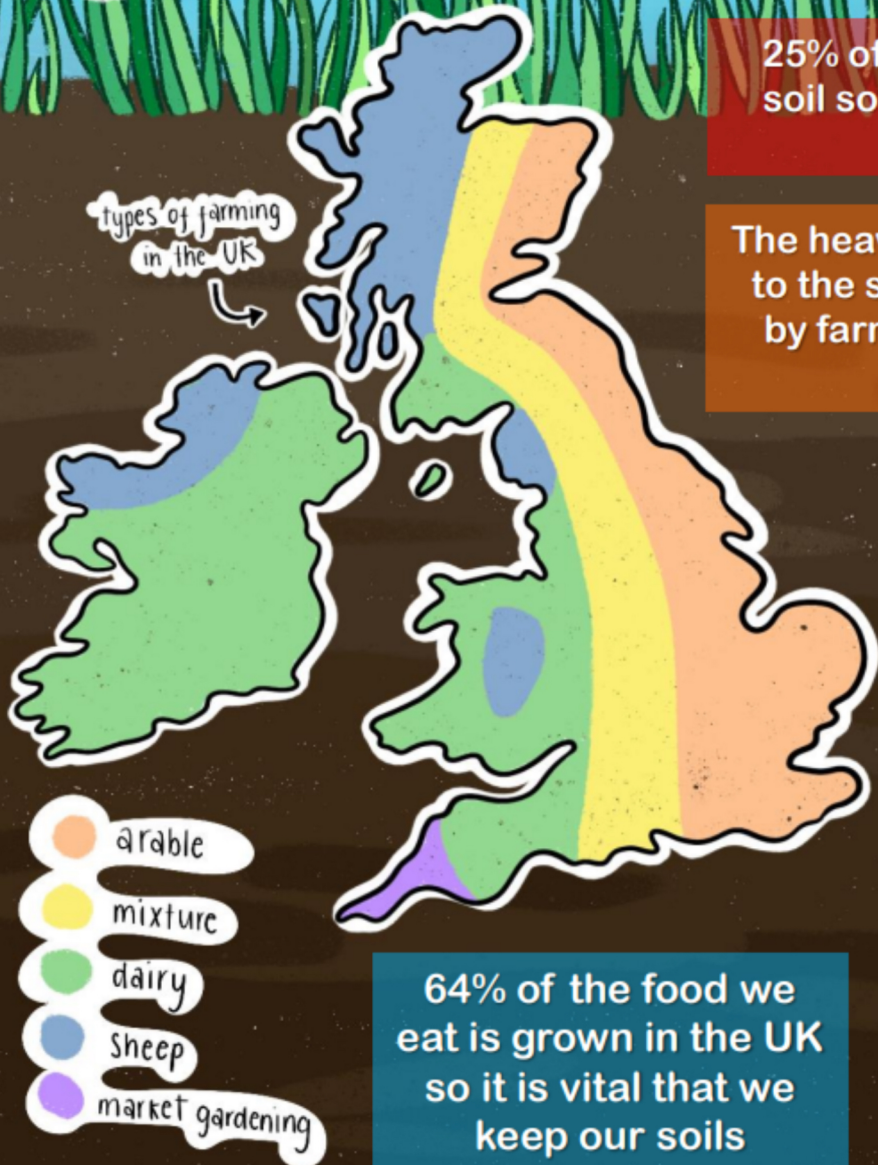 25% of
soil so
types of farming
in the UK
The heav
to the s
by farm
arable
mixture
dairy
sheep
market gardening
64% of the food we
eat is grown in the UK
so it is vital that we
keep our soils